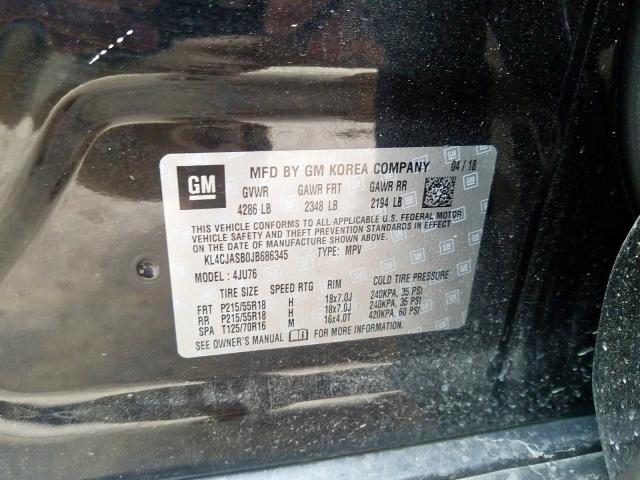 GM
MFD BY GM KOREA COMPANY 04 / 18
GVWR GAWR FRT GAWR RR
4286 LB 2348 LB 2194 LB
THIS VEHICLE CONFORMS TO ALL APPLICABLE U.S. FEDERAL MOTOR
VEHICLE SAFETY AND THEFT PREVENTION STANDARDS IN EFFECT
ON THE DATE OF MANUFACTURE SHOWN ABOVE.
KL4CJASB0JB686345 TYPE: MPV
MODEL : 4JU76
TIRE SIZE SPEED RTG RIM COLD TIRE PRESSURE
FRT P215/55R18 H 18x7.0J 240KPA, 35 PSI
RR P215/55R18 H 18x7.0J 240KPA, 35 PSI
SPA T125/70R16 M 16x4.0T 420KPA, 60 PSI
SEE OWNER'S MANUAL FOR MORE INFORMATION.